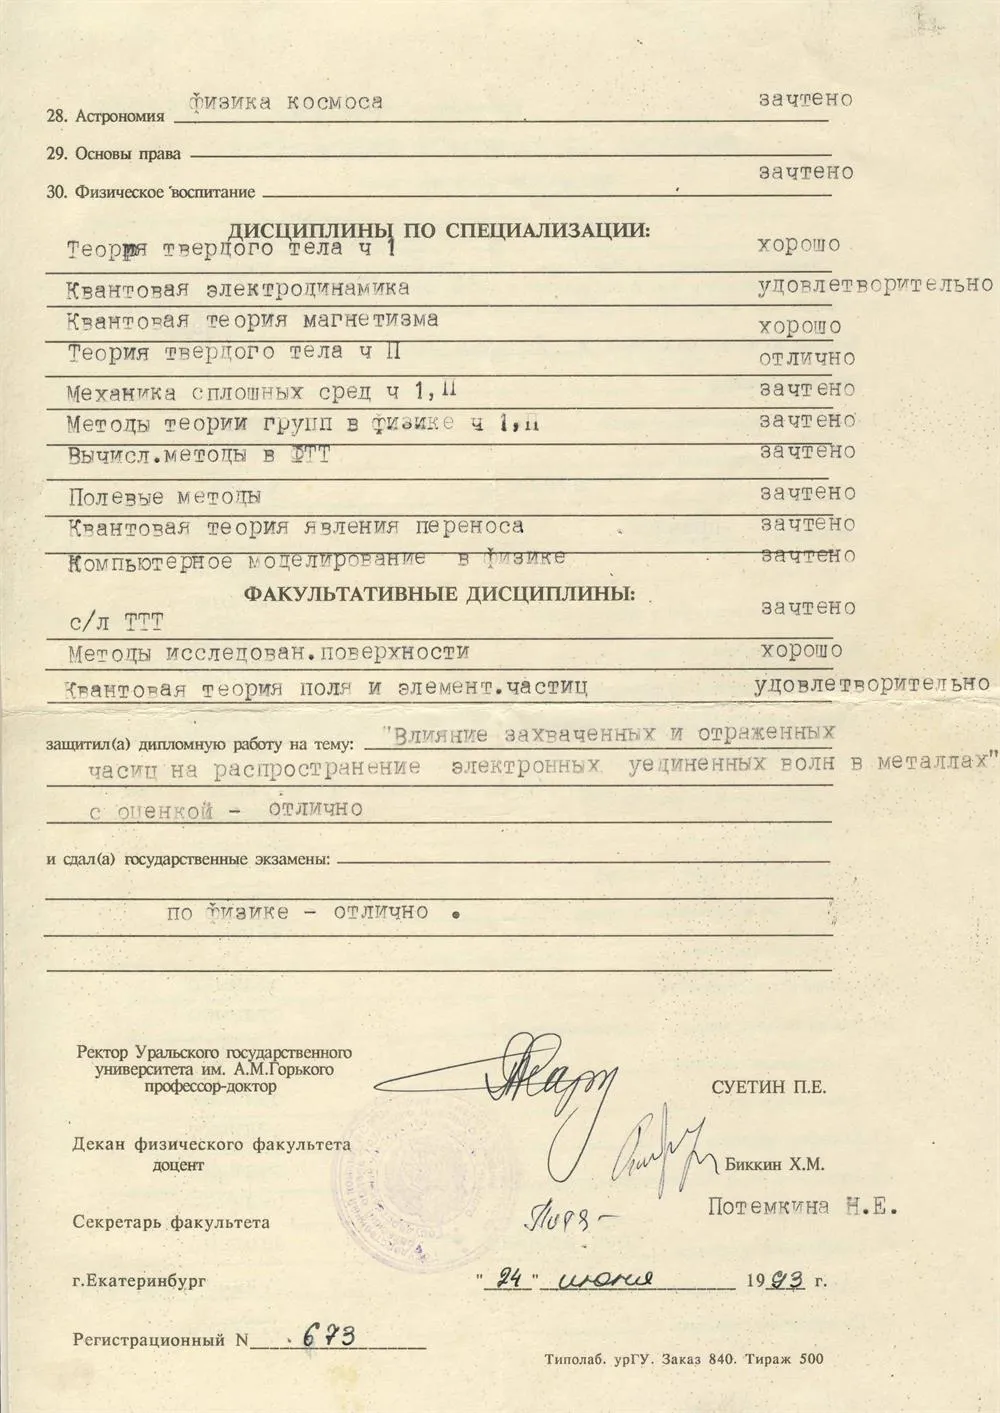 28. Астрономия физика космоса зачтено
29. Основы права
30. Физическое воспитание зачтено
ДИСЦИПЛИНЫ ПО СПЕЦИАЛИЗАЦИИ:
Теория твердого тела ч 1 хорошо
Квантовая электродинамика удовлетворительно
Квантовая теория магнетизма хорошо
Теория твердого тела ч П отлично
Механика сплошных сред ч 1,П зачтено
Методы теории групп в физике ч 1,П зачтено
Вычисл.методы в ФТТ зачтено
Полевые методы зачтено
Квантовая теория явления переноса зачтено
Компьютерное моделирование в физике зачтено
ФАКУЛЬТАТИВНЫЕ ДИСЦИПЛИНЫ:
с/л ТТТ зачтено
Методы исследован.поверхности хорошо
Квантовая теория поля и элемент.частиц удовлетворительно
защитил(а) дипломную работу на тему: "Влияние захваченных и отраженных
часиц на распространение электронных уединенных волн в металлах"
с оценкой – отлично
и сдал(а) государственные экзамены:
по физике – отлично .
Ректор Уральского государственного
университета им. А.М.Горького
профессор-доктор СУЕТИН П.Е.
Декан физического факультета
доцент Биккин Х.М.
Секретарь факультета Потемкина Н.Е.
г.Екатеринбург "24" июня 1993 г.
Регистрационный N 673
Типолаб. урГУ. Заказ 840. Тираж 500